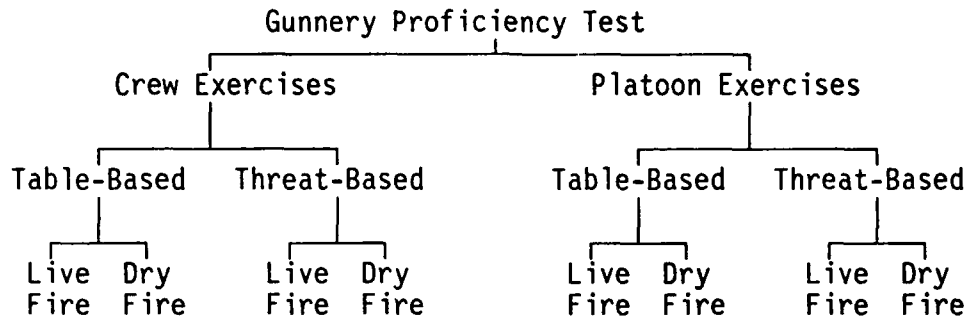 Gunnery Proficiency Test
Crew Exercises Platoon Exercises
Table-Based Threat-Based Table-Based Threat-Based
Live Dry Live Dry Live Dry Live Dry
Fire Fire Fire Fire Fire Fire Fire Fire